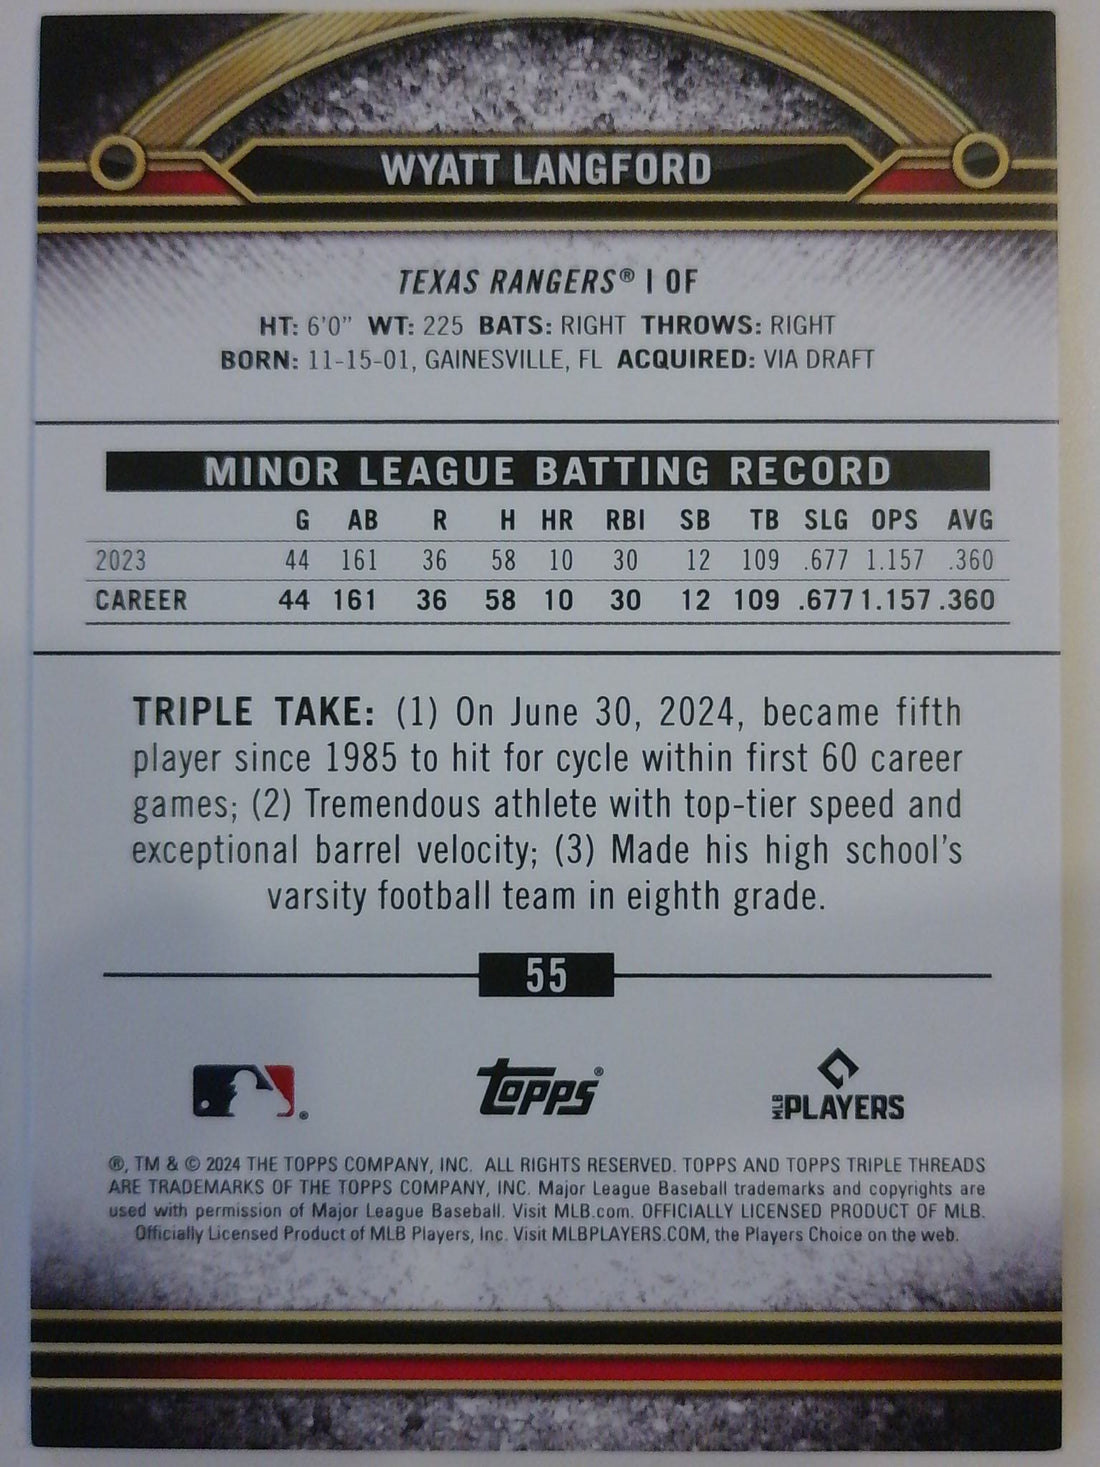 WYATT LANGFORD
TEXAS RANGERS® | OF
HT: 6'0" WT: 225 BATS: RIGHT THROWS: RIGHT
BORN: 11-15-01, GAINESVILLE, FL ACQUIRED: VIA DRAFT
MINOR LEAGUE BATTING RECORD
G AB R H HR RBI SB TB SLG OPS AVG
2023 44 161 36 58 10 30 12 109 .677 1.157 .360
CAREER 44 161 36 58 10 30 12 109 .677 1.157 .360
TRIPLE TAKE: (1) On June 30, 2024, became fifth
player since 1985 to hit for cycle within first 60 career
games; (2) Tremendous athlete with top-tier speed and
exceptional barrel velocity; (3) Made his high school's
varsity football team in eighth grade.
55
topps®
MLB PLAYERS
®, TM & © 2024 THE TOPPS COMPANY, INC. ALL RIGHTS RESERVED. TOPPS AND TOPPS TRIPLE THREADS
ARE TRADEMARKS OF THE TOPPS COMPANY, INC. Major League Baseball trademarks and copyrights are
used with permission of Major League Baseball. Visit MLB.com. OFFICIALLY LICENSED PRODUCT OF MLB.
Officially Licensed Product of MLB Players, Inc. Visit MLBPLAYERS.COM, the Players Choice on the web.